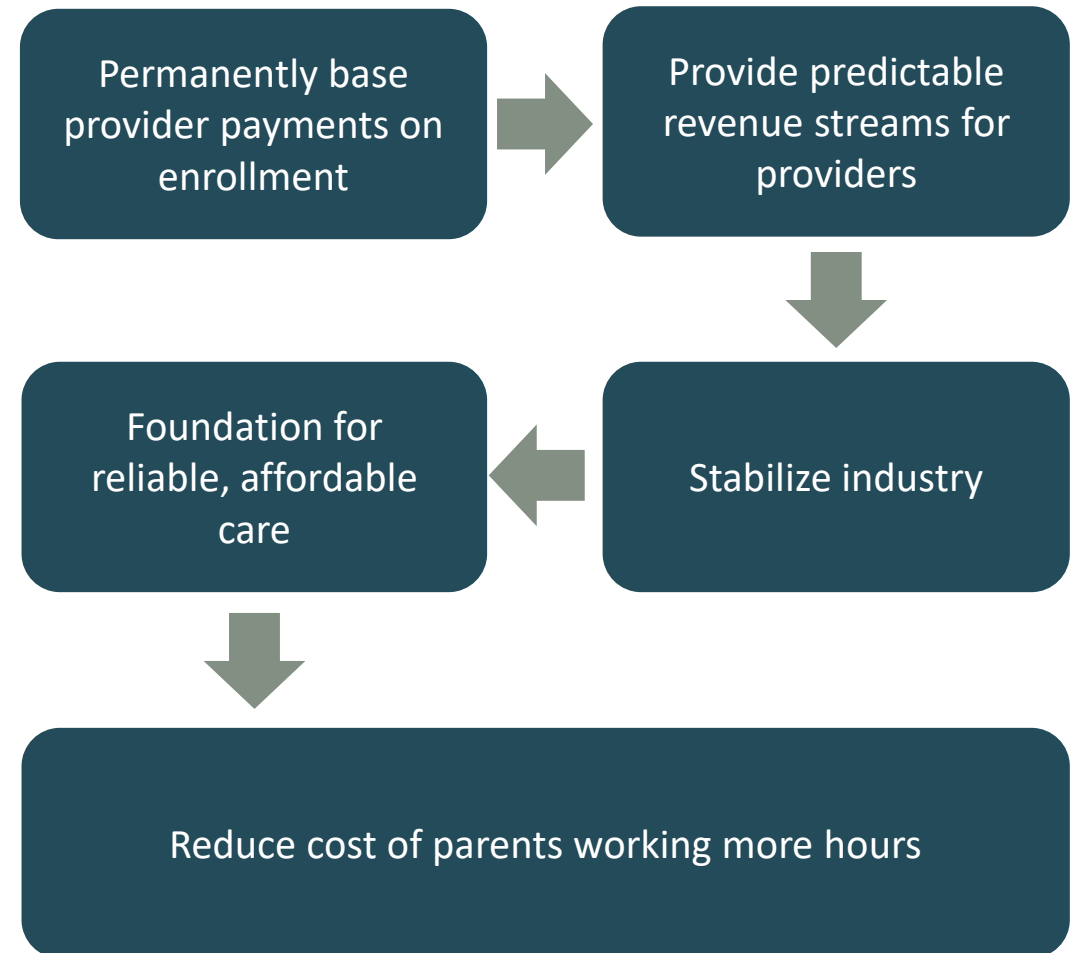 Permanently base
provider payments on
enrollment
Provide predictable
revenue streams for
providers
Stabilize industry
Foundation for
reliable, affordable
care
Reduce cost of parents working more hours